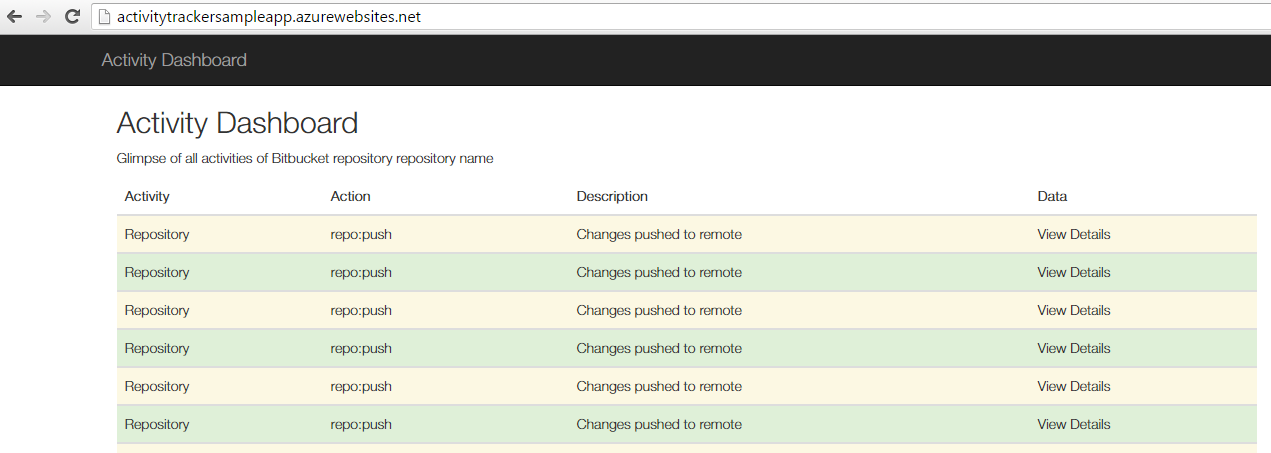 activitytrackersampleapp.azurewebsites.net
Activity Dashboard
Activity Dashboard
Glimpse of all activities of Bitbucket repository repository name
Activity Action Description Data
Repository repo:push Changes pushed to remote View Details
Repository repo:push Changes pushed to remote View Details
Repository repo:push Changes pushed to remote View Details
Repository repo:push Changes pushed to remote View Details
Repository repo:push Changes pushed to remote View Details
Repository repo:push Changes pushed to remote View Details